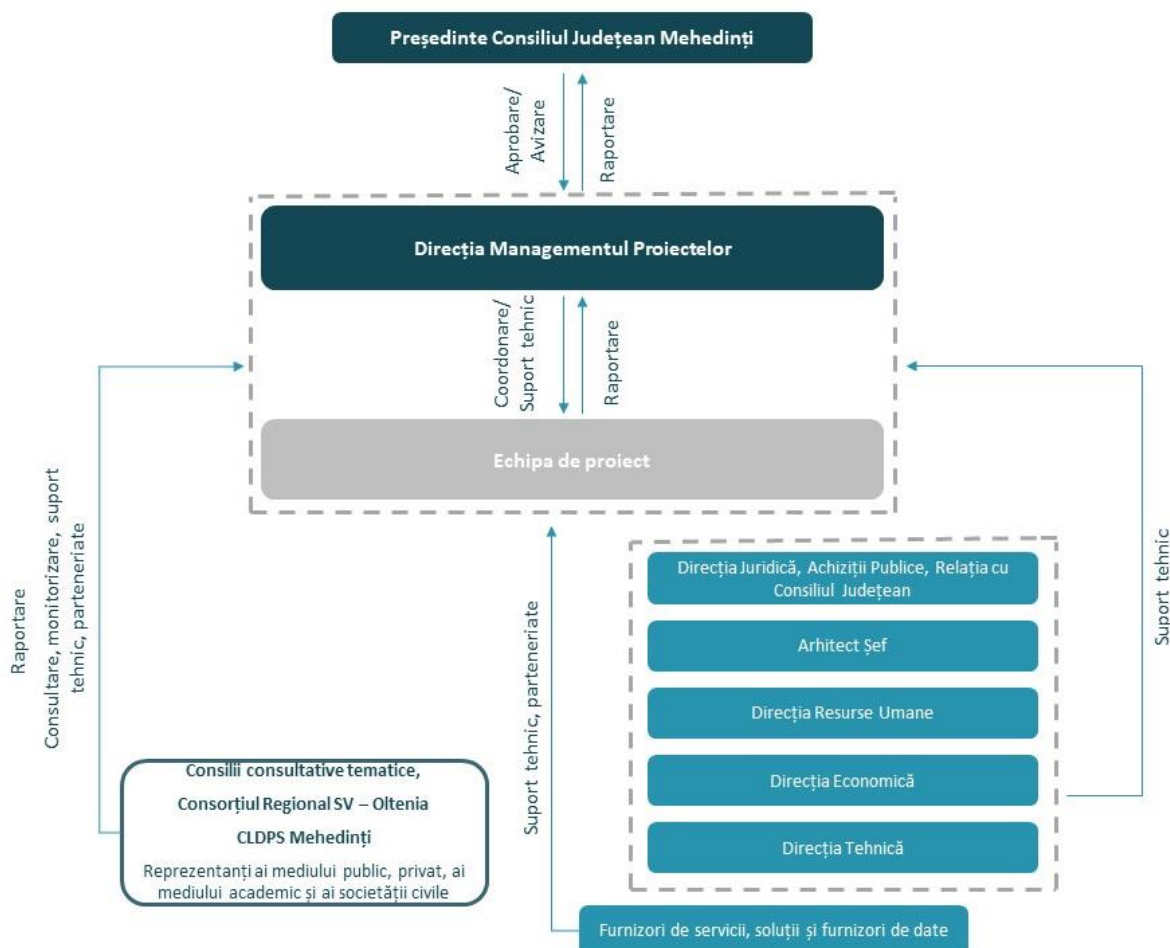 Președinte Consiliul Județean Mehedinți
Aprobare/
Avizare
Raportare
Direcția Managementul Proiectelor
Coordonare/
Suport tehnic
Raportare
Echipa de proiect
Raportare
Consultare, monitorizare, suport
tehnic, parteneriate
Suport tehnic, parteneriate
Suport tehnic
Direcția Juridică, Achiziții Publice, Relația cu
Consiliul Județean
Arhitect Șef
Direcția Resurse Umane
Direcția Economică
Direcția Tehnică
Consilii consultative tematice,
Consorțiul Regional SV – Oltenia
CLDPS Mehedinți
Reprezentanți ai mediului public, privat, ai
mediului academic și ai societății civile
Furnizori de servicii, soluții și furnizori de date